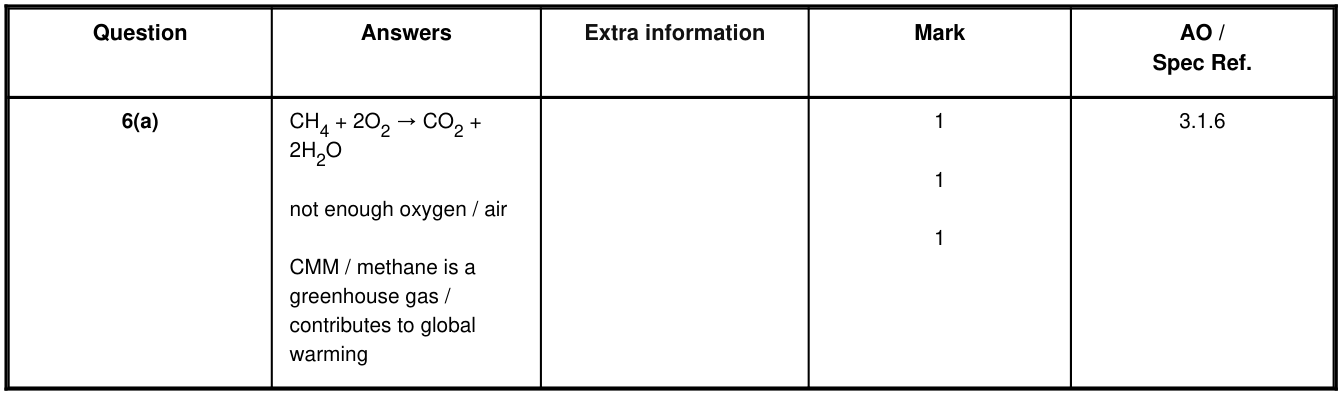 Question Answers Extra information Mark AO /
Spec Ref.
6(a) CH4 + 2O2 → CO2 + 1 3.1.6
2H2O
1
not enough oxygen / air
1
CMM / methane is a
greenhouse gas /
contributes to global
warming